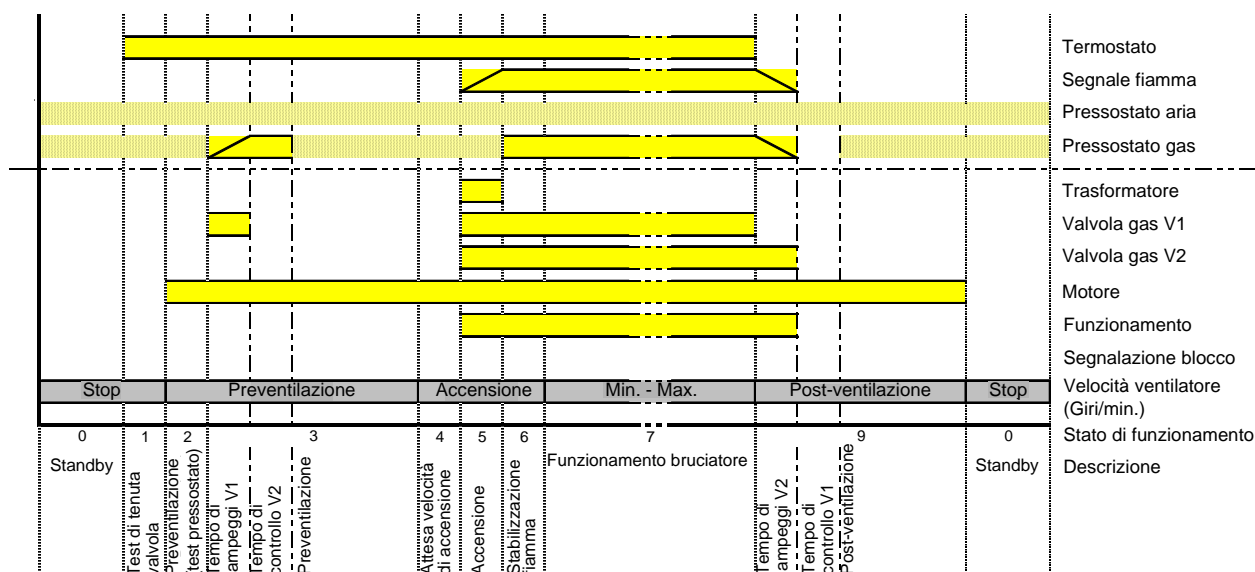 Termostato
Segnale fiamma
Pressostato aria
Pressostato gas
Trasformatore
Valvola gas V1
Valvola gas V2
Motore
Funzionamento
Segnalazione blocco
Stop Preventilazione Accensione Min. - Max. Post-ventilazione Stop Velocità ventilatore
(Giri/min.)
0 1 2 3 4 5 6 7 9 0 Stato di funzionamento
Standby Funzionamento bruciatore Standby Descrizione
Test di tenuta
valvola
Preventilazione
(test pressostato)
Tempo di
lampeggi V1
Tempo di
controllo V2
Preventilazione
Attesa velocità
di accensione
Accensione
Stabilizzazione
fiamma
Tempo di
lampeggi V2
Tempo di
controllo V1
Post-ventilazione